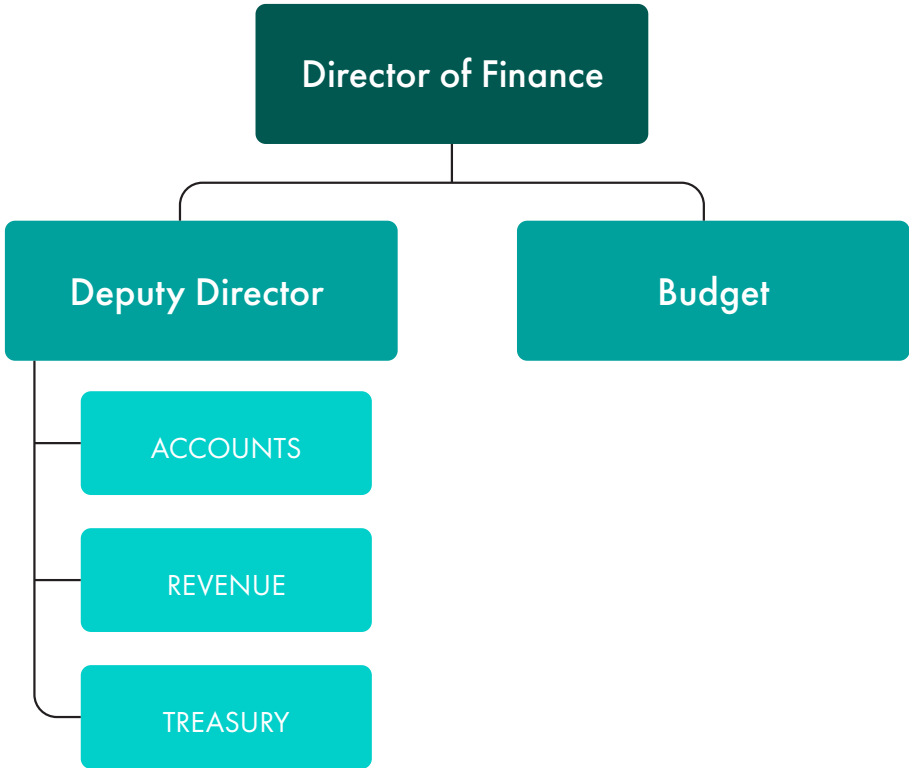 Director of Finance
Deputy Director
Budget
ACCOUNTS
REVENUE
TREASURY